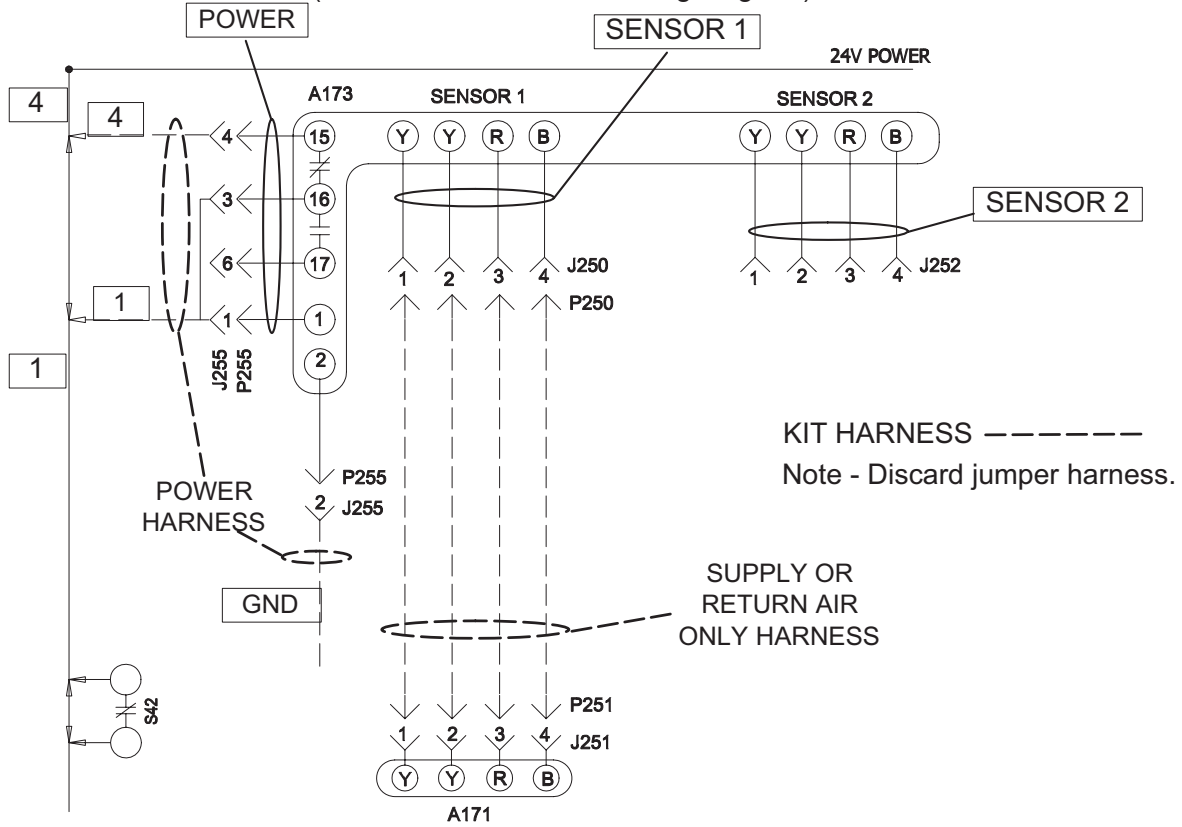 POWER
SENSOR 1
24V POWER
4
4
A173
SENSOR 1
SENSOR 2
4
15
Y
Y
R
B
Y
Y
R
B
3
16
SENSOR 2
6
17
1
2
3
4
J250
1
2
3
4
J252
P250
1
1
1
1
2
J255
P255
KIT HARNESS
Note - Discard jumper harness.
P255
2
J255
POWER
HARNESS
GND
SUPPLY OR
RETURN AIR
ONLY HARNESS
S42
P251
1
2
3
4
J251
Y
Y
R
B
A171